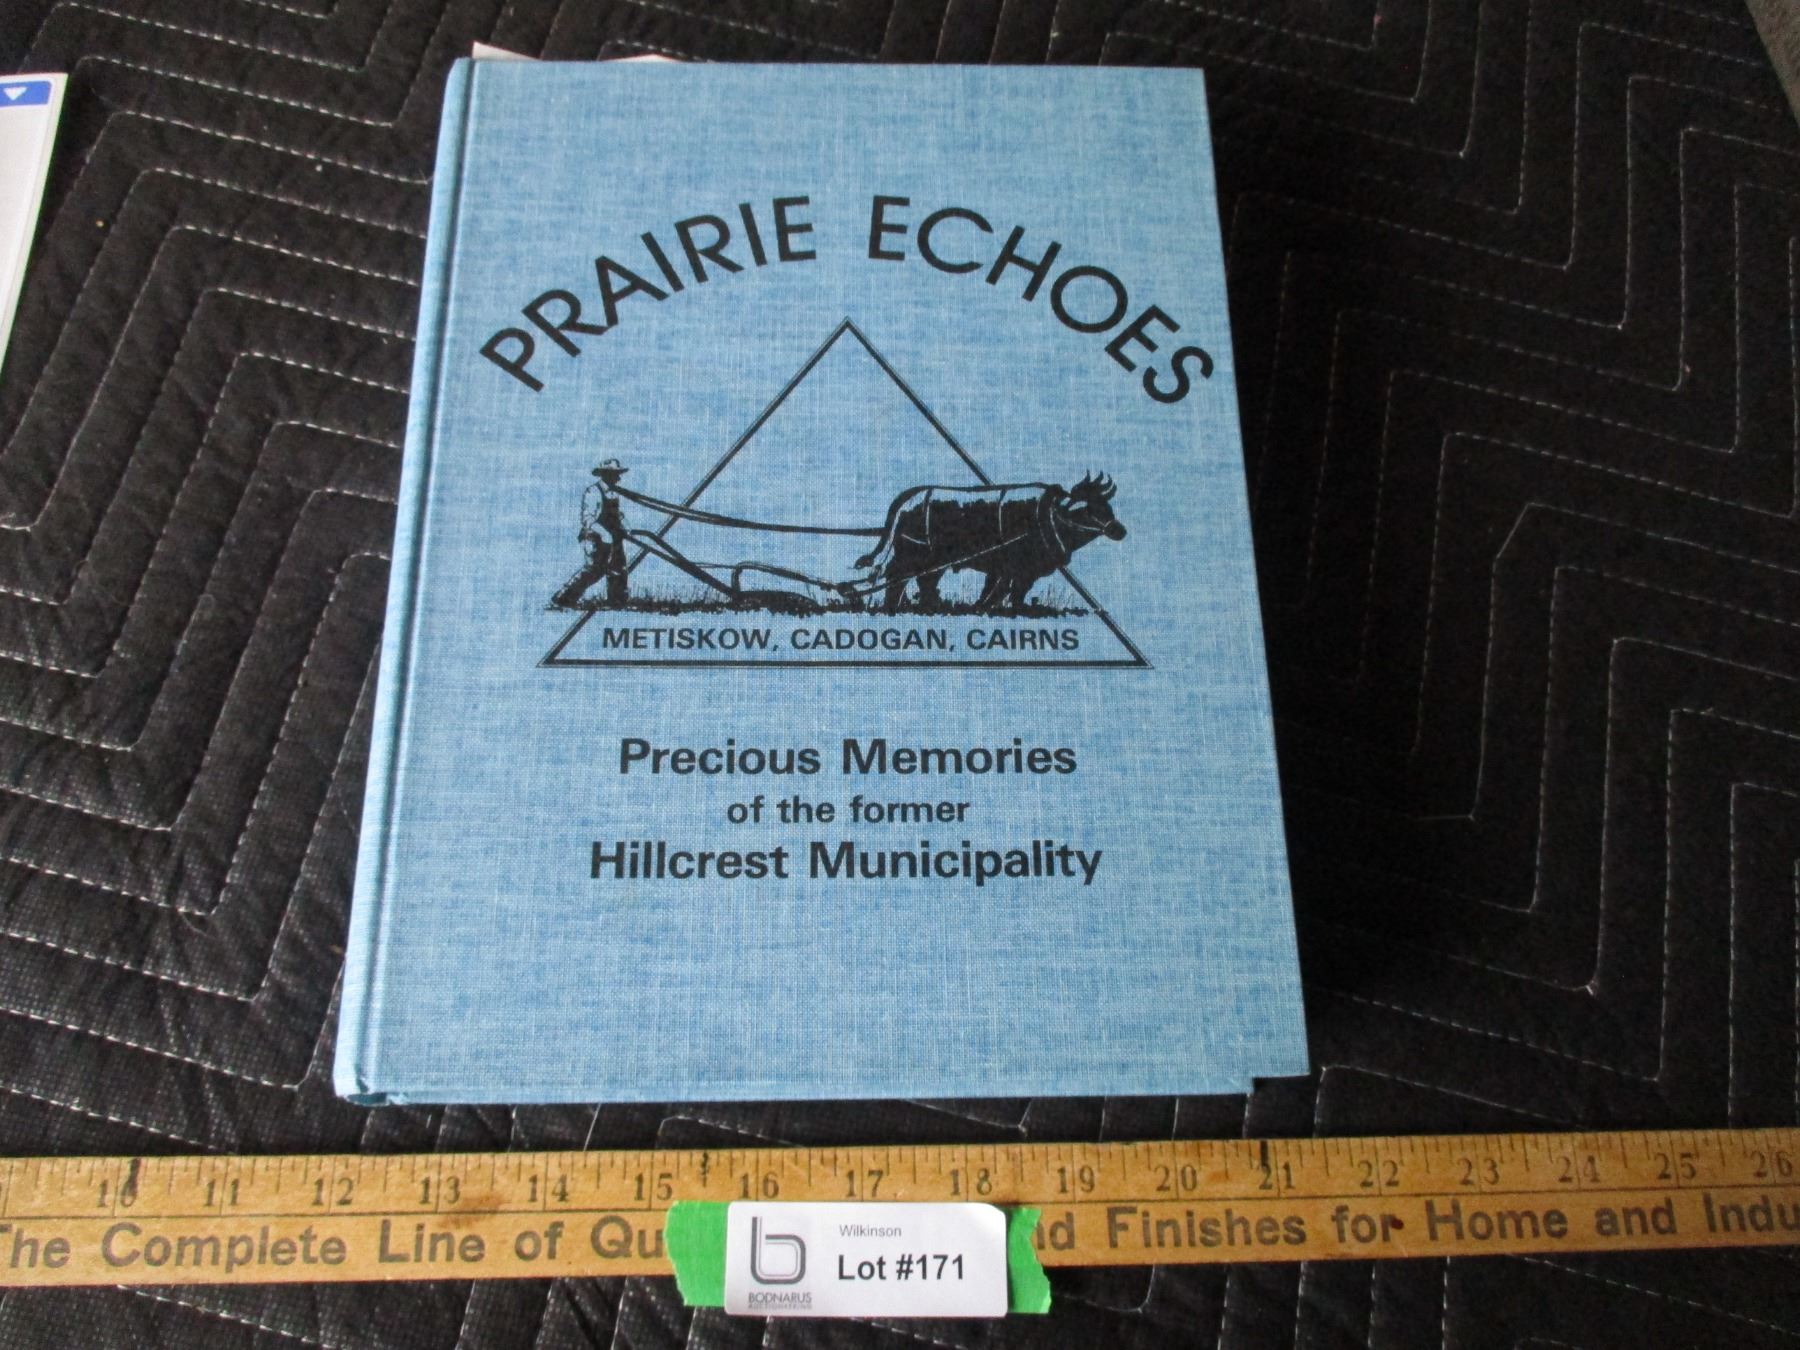 PRAIRIE ECHOES
METISKOW, CADOGAN, CAIRNS
Precious Memories
of the former
Hillcrest Municipality
10 11 12 13 14 15 16 17 18 19 20 21 22 23 24 25 26
The Complete Line of Qu
nd Finishes for Home and Indu
Wilkinson
Lot #171
b
BODNARUS
AUCTIONEERING